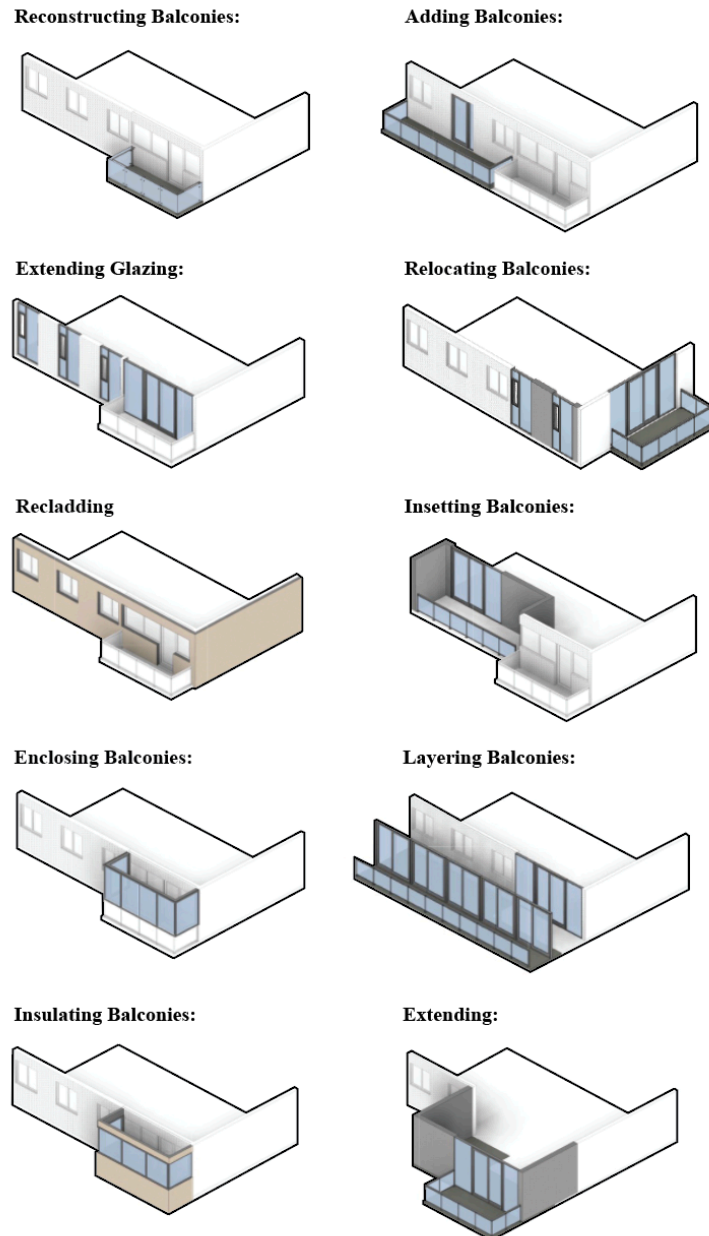 Reconstructing Balconies:
Adding Balconies:
Extending Glazing:
Relocating Balconies:
Recladding
Insetting Balconies:
Enclosing Balconies:
Layering Balconies:
Insulating Balconies:
Extending: